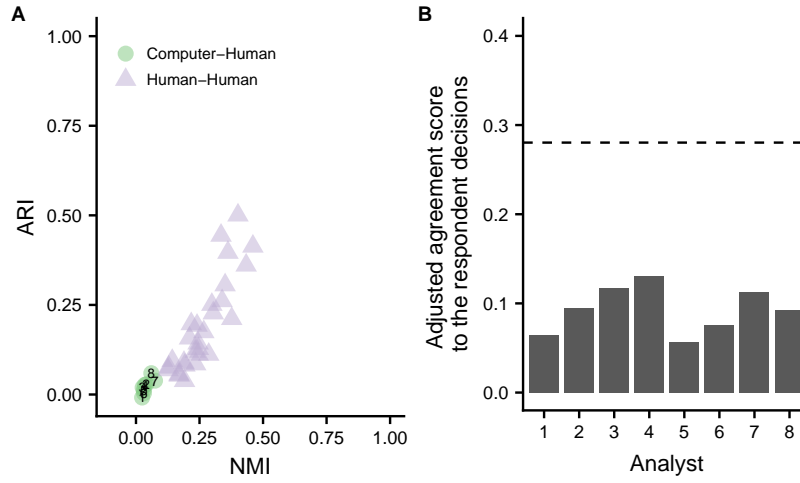 A
ARI
1.00
0.75
0.50
0.25
0.00
Computer−Human
Human−Human
8
7
0.00 0.25 0.50 0.75 1.00
NMI
B
Adjusted agreement score
to the respondent decisions
0.4
0.3
0.2
0.1
0.0
1 2 3 4 5 6 7 8
Analyst